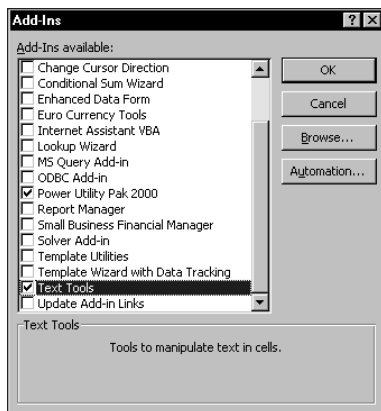 Add-Ins
Add-Ins available:
Change Cursor Direction
Conditional Sum Wizard
Enhanced Data Form
Euro Currency Tools
Internet Assistant VBA
Lookup Wizard
MS Query Add-in
ODBC Add-in
Power Utility Pak 2000
Report Manager
Small Business Financial Manager
Solver Add-in
Template Utilities
Template Wizard with Data Tracking
Text Tools
Update Add-in Links
OK
Cancel
Browse...
Automation...
Text Tools
Tools to manipulate text in cells.